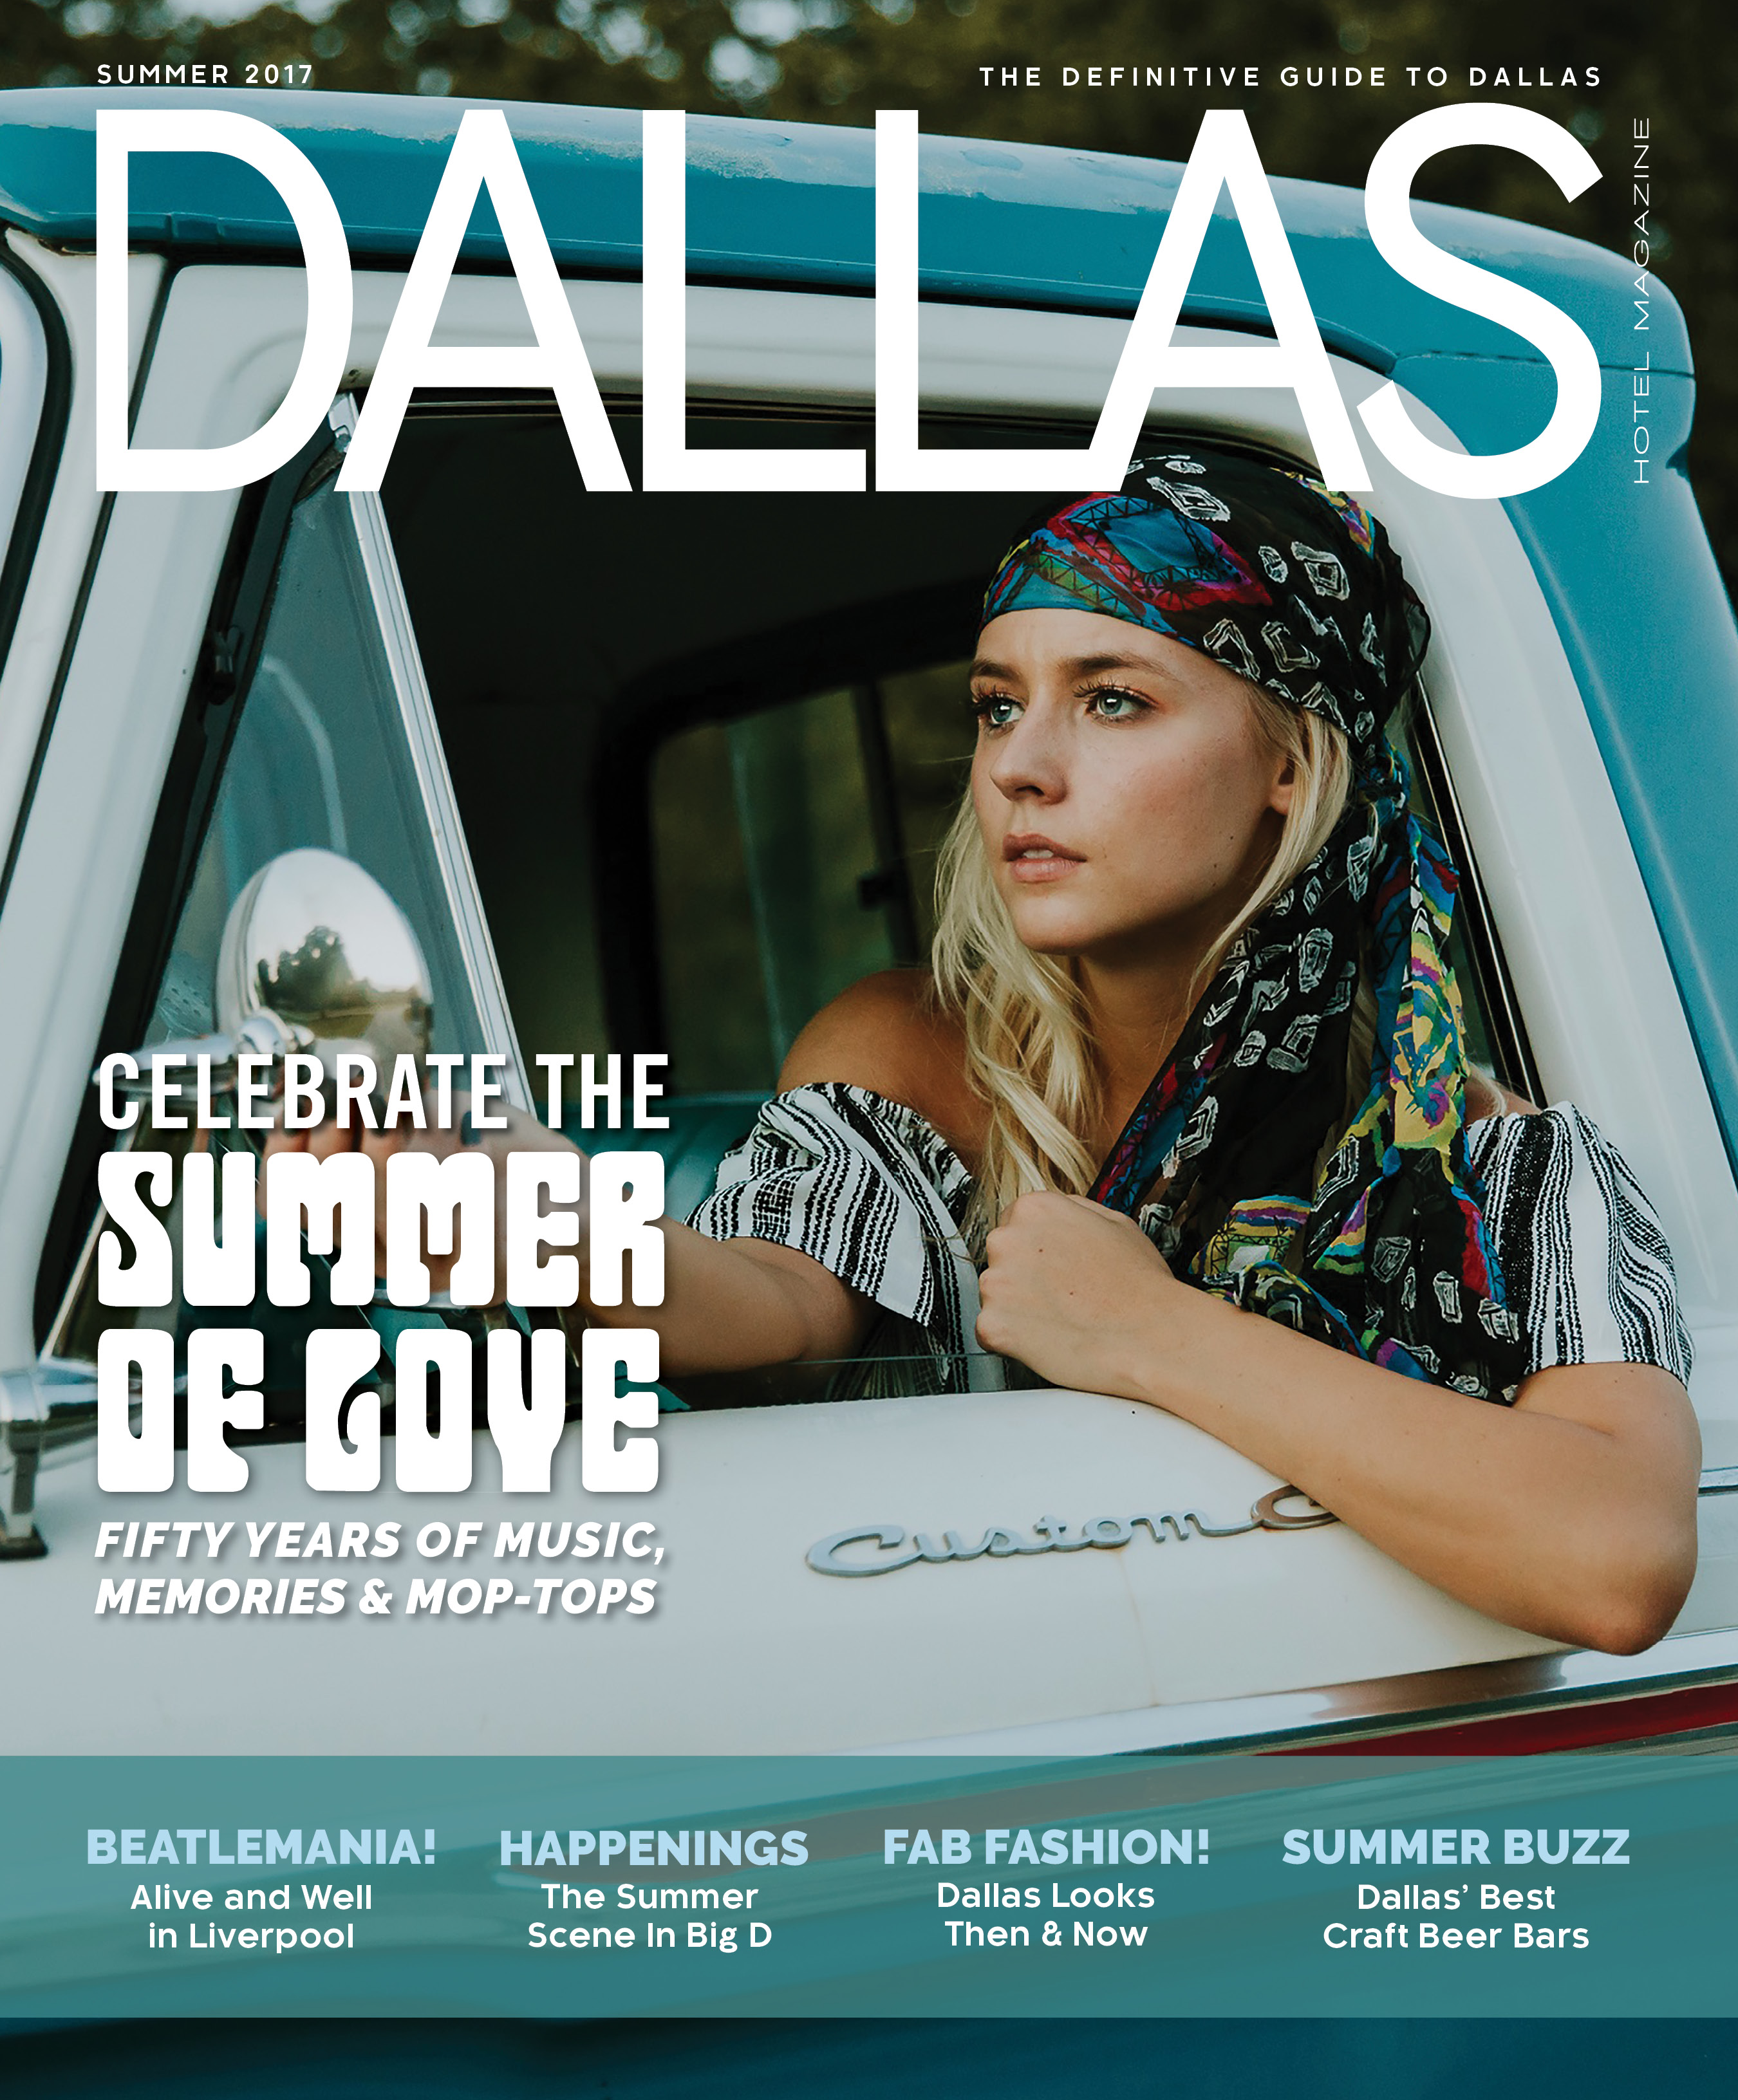 SUMMER 2017
THE DEFINITIVE GUIDE TO DALLAS
DALLAS
HOTEL MAGAZINE
CELEBRATE THE
SUMMER
OF LOVE
FIFTY YEARS OF MUSIC,
MEMORIES & MOP-TOPS
Custom
BEATLEMANIA!
Alive and Well
in Liverpool
HAPPENINGS
The Summer
Scene In Big D
FAB FASHION!
Dallas Looks
Then & Now
SUMMER BUZZ
Dallas’ Best
Craft Beer Bars